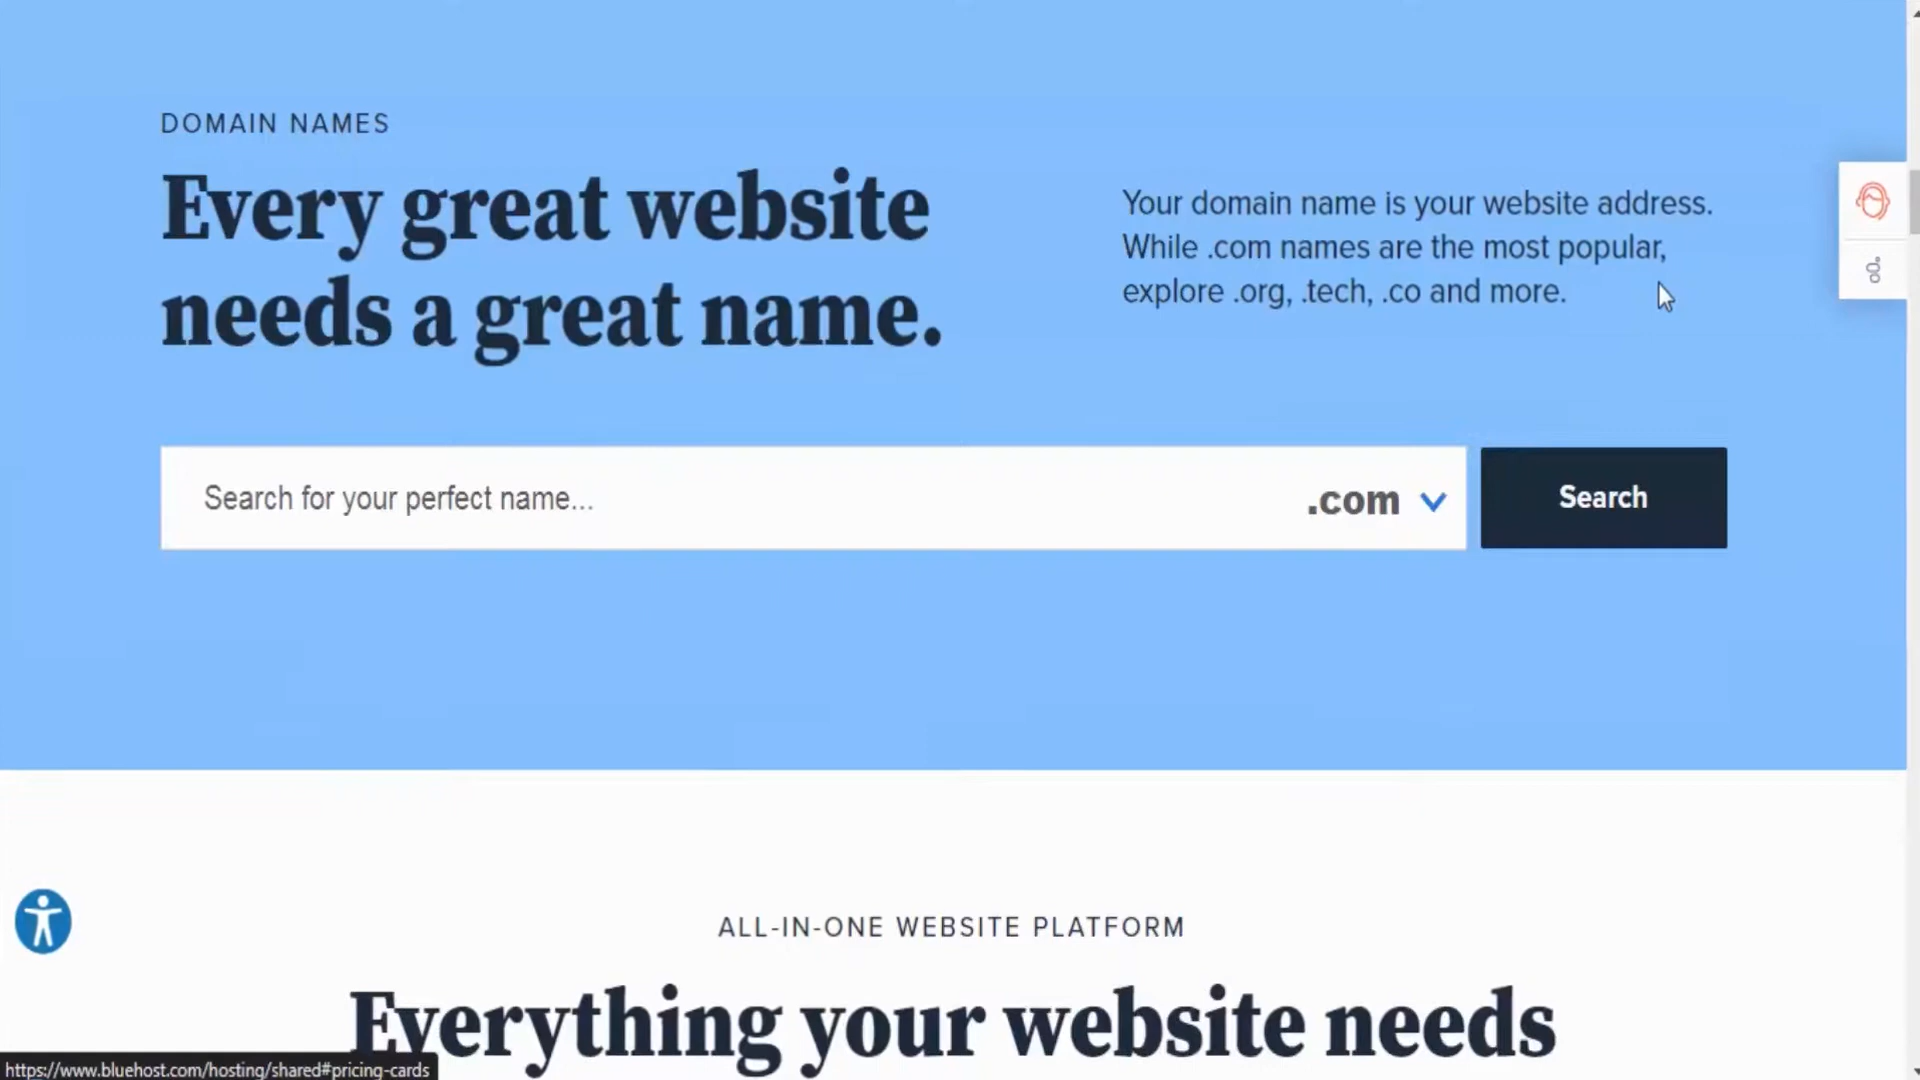 DOMAIN NAMES
Every great website
needs a great name.
Your domain name is your website address.
While .com names are the most popular,
explore .org, .tech, .co and more.
Search for your perfect name...
.com
Search
ALL-IN-ONE WEBSITE PLATFORM
Everything your website needs
https://www.bluehost.com/hosting/shared#pricing-cards